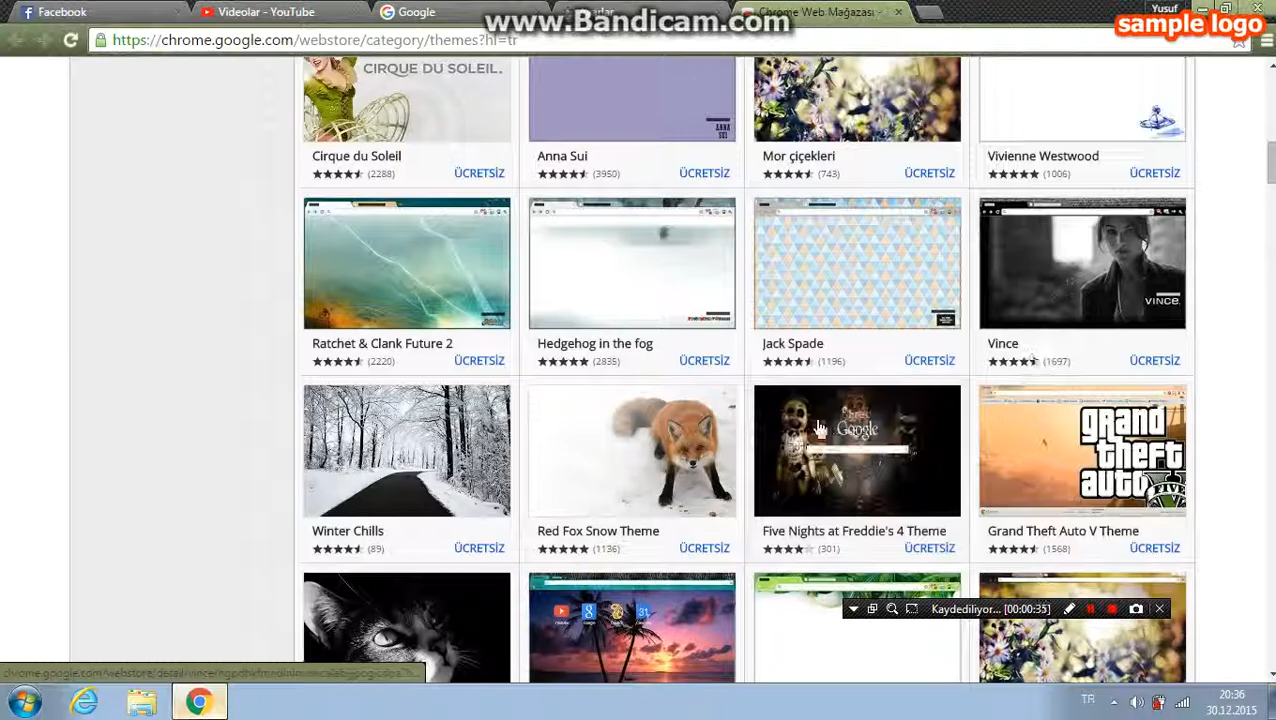 Facebook
Videolar - YouTube
Google
Chrome Web Mağazası
Yusuf
www.Bandicam.com
sample logo
https://chrome.google.com/webstore/category/themes?hl=tr
CIRQUE DU SOLEIL.
ANNA SUI
Cirque du Soleil
(2288) ÜCRETSİZ
Anna Sui
(3950) ÜCRETSİZ
Mor çiçekleri
(743) ÜCRETSİZ
Vivienne Westwood
(1006) ÜCRETSİZ
VINCE.
Ratchet & Clank Future 2
(2220) ÜCRETSİZ
Hedgehog in the fog
(2835) ÜCRETSİZ
Jack Spade
(1196) ÜCRETSİZ
Vince
(1697) ÜCRETSİZ
Google
grand
theft
auto V
Winter Chills
(89) ÜCRETSİZ
Red Fox Snow Theme
(1136) ÜCRETSİZ
Five Nights at Freddie's 4 Theme
(301) ÜCRETSİZ
Grand Theft Auto V Theme
(1568) ÜCRETSİZ
Kaydediliyor... [00:00:35]
TR
20:36
30.12.2015